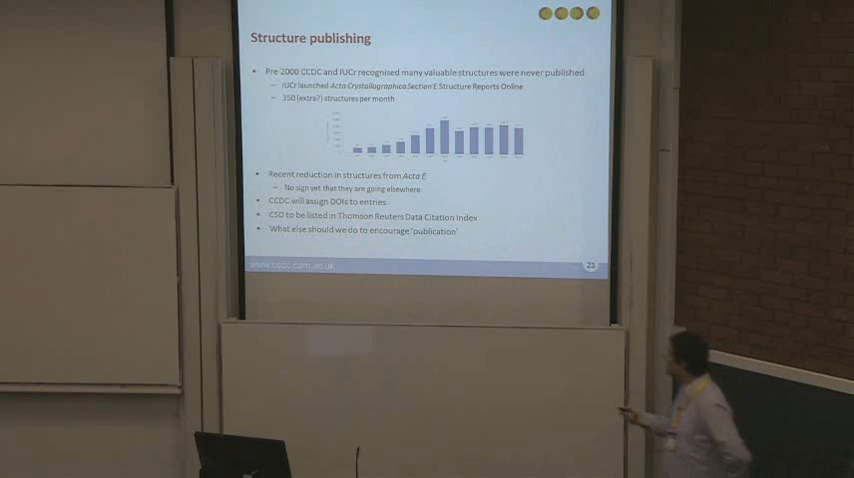 Structure publishing
• Pre 2000 CCDC and IUCr recognised many valuable structures were never published
– IUCr launched Acta Crystallographica Section E Structure Reports Online
– 350 (extra?) structures per month
• Recent reduction in structures from Acta E
– No sign yet that they are going elsewhere
• CCDC will assign DOIs to entries
• CSD to be listed in Thomson Reuters Data Citation Index
• What else should we do to encourage 'publication'
www.ccdc.cam.ac.uk
23